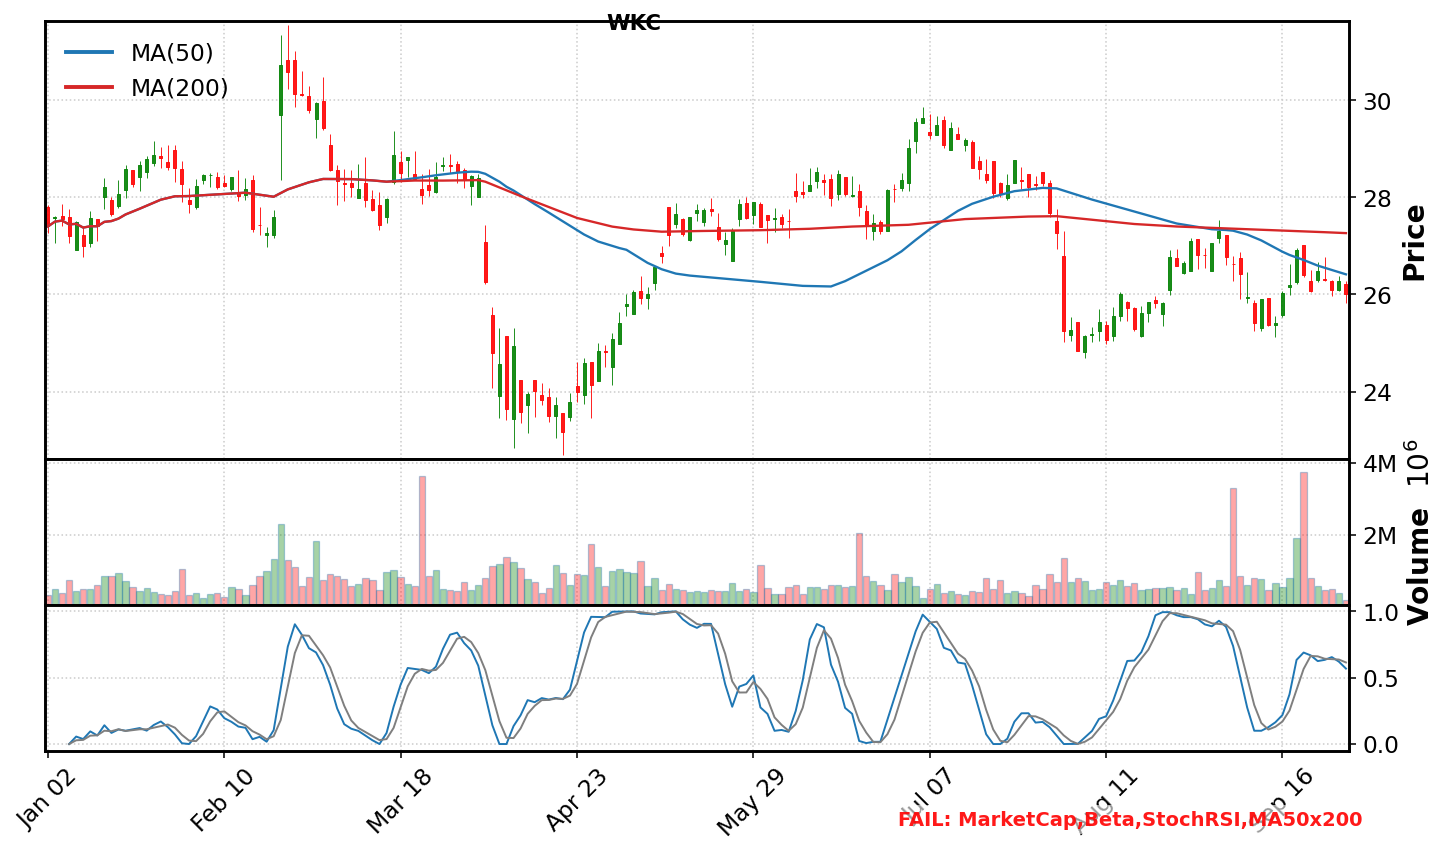 WKC
MA(50)
MA(200)
30
28
26
24
Price
4M
2M
Volume 10^6
1.0
0.5
0.0
Jan 02
Feb 10
Mar 18
Apr 23
May 29
Jul 07
Aug 11
Sep 16
FAIL: MarketCap,Beta,StochRSI,MA50x200